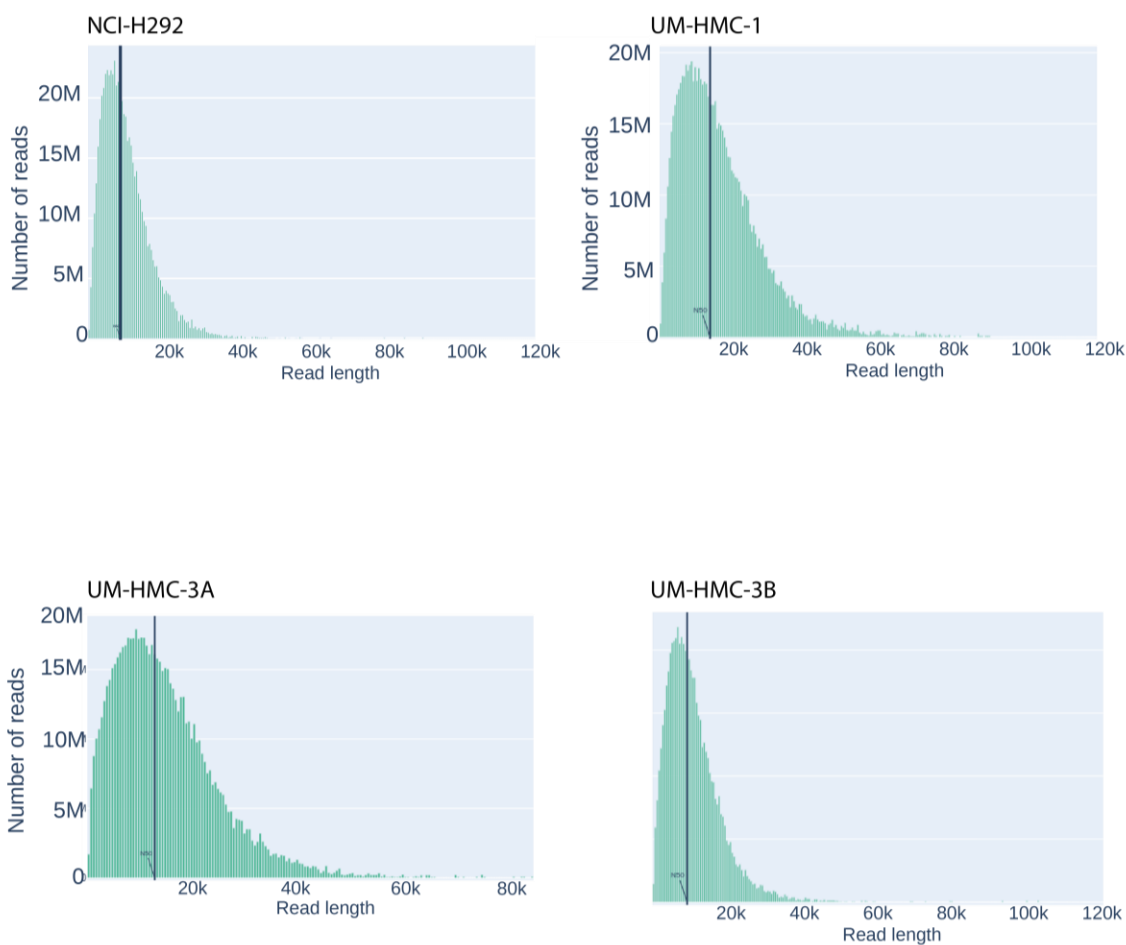 NCI-H292
20M
15M
10M
5M
0
Number of reads
20k 40k 60k 80k 100k 120k
Read length
UM-HMC-1
20M
15M
10M
5M
0
Number of reads
N50
20k 40k 60k 80k 100k 120k
Read length
UM-HMC-3A
20M
15M
10M
5M
0
Number of reads
N50
20k 40k 60k 80k
Read length
UM-HMC-3B
N50
20k 40k 60k 80k 100k 120k
Read length